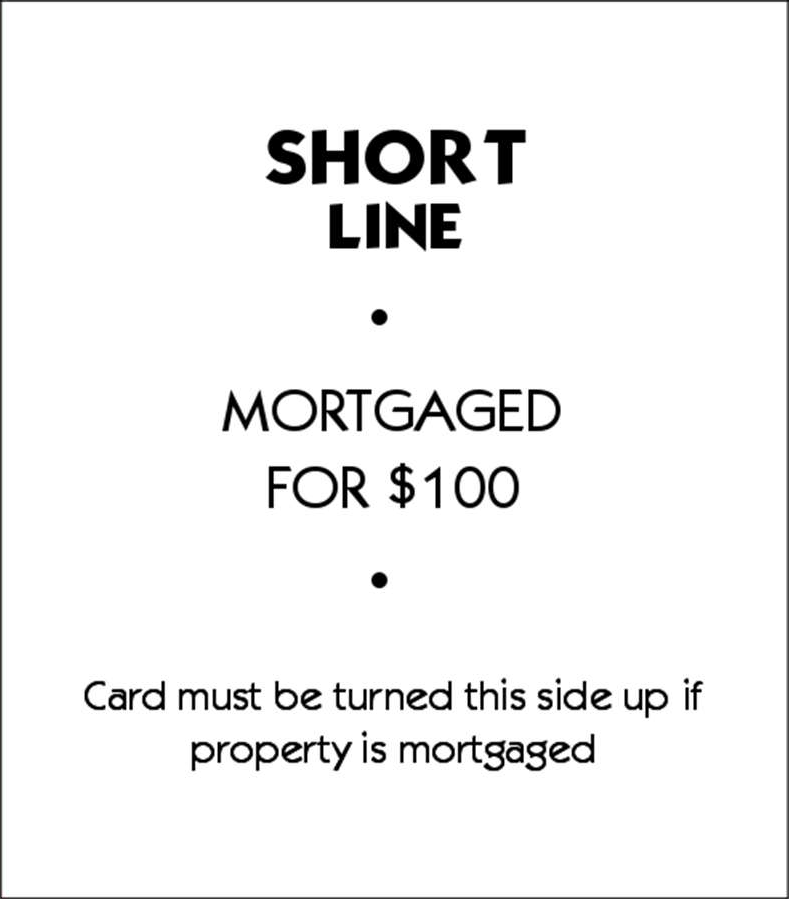 SHORT
LINE
•
MORTGAGED
FOR $100
•
Card must be turned this side up if
property is mortgaged